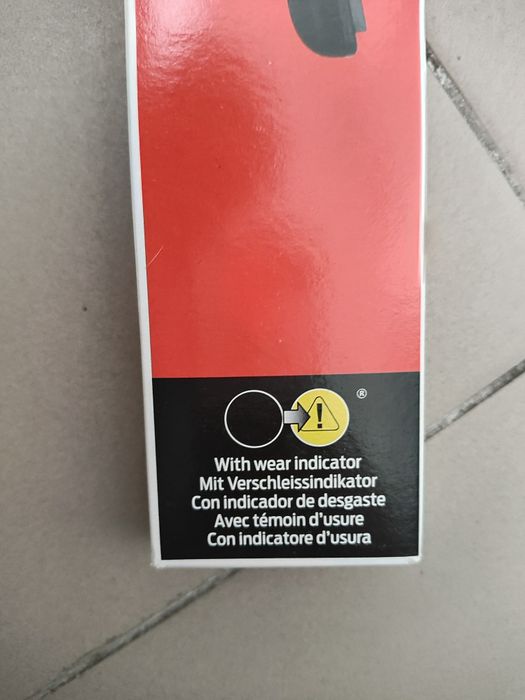 ®
With wear indicator
Mit Verschleissindikator
Con indicador de desgaste
Avec témoin d'usure
Con indicatore d'usura